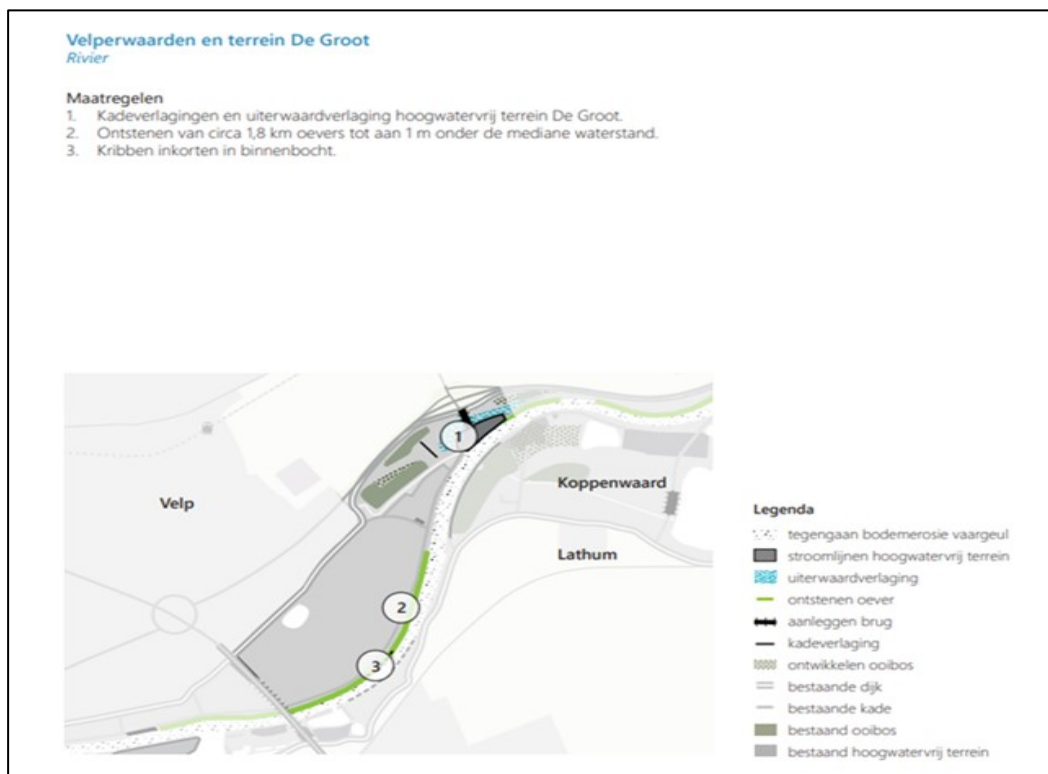 Velperwaarden en terrein De Groot
Rivier
Maatregelen
1. Kadeverlagingen en uiterwaardverlaging hoogwatervrij terrein De Groot.
2. Ontstenen van circa 1,8 km oevers tot aan 1 m onder de mediane waterstand.
3. Kribben inkorten in binnenbocht.
1
Velp
Koppenwaard
Lathum
2
3
Legenda
tegengaan bodemerosie vaargeul
stroomlijnen hoogwatervrij terrein
uiterwaardverlaging
ontstenen oever
aanleggen brug
kadeverlaging
ontwikkelen ooibos
bestaande dijk
bestaande kade
bestaand ooibos
bestaand hoogwatervrij terrein